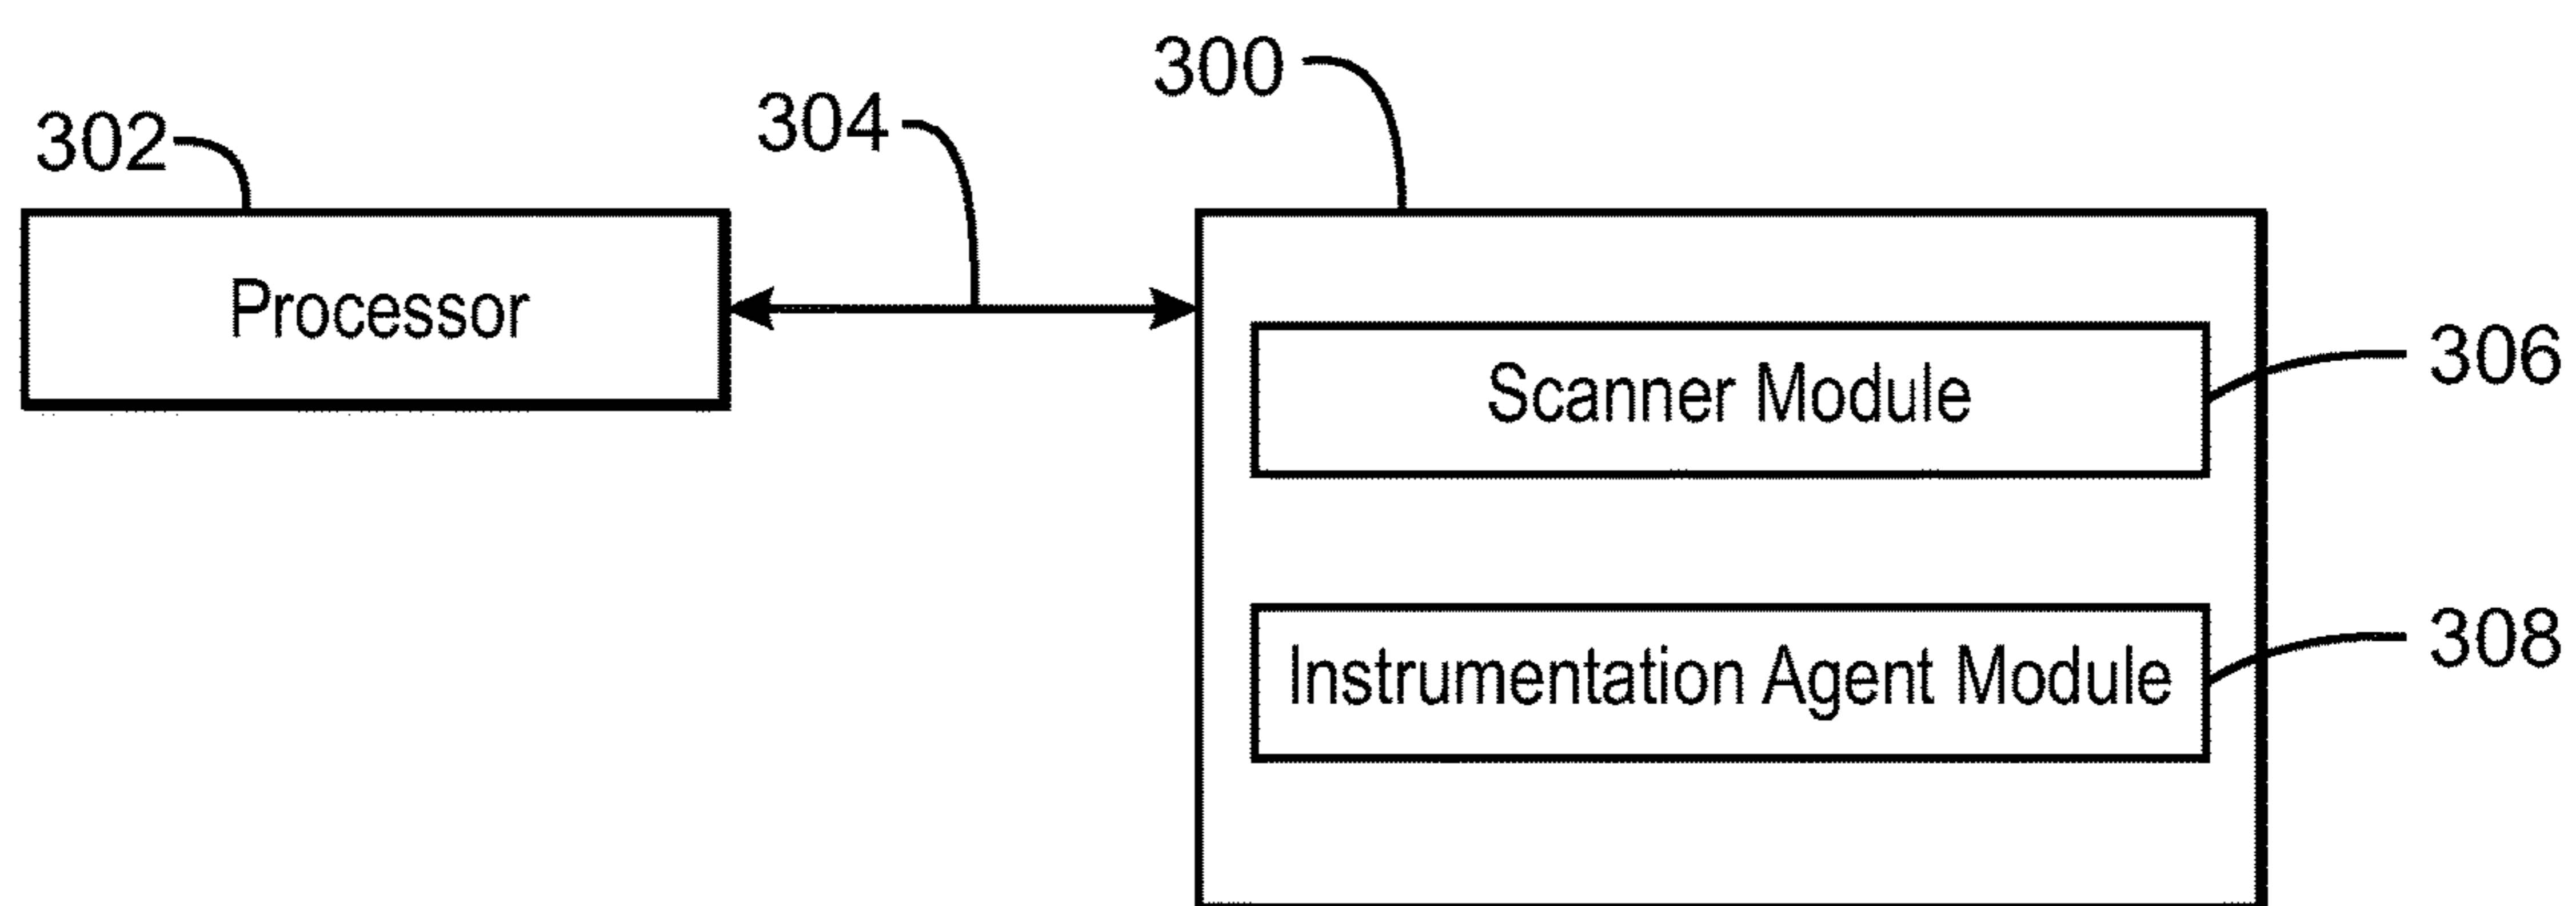 300
304
302
Processor
Scanner Module
306
Instrumentation Agent Module
308